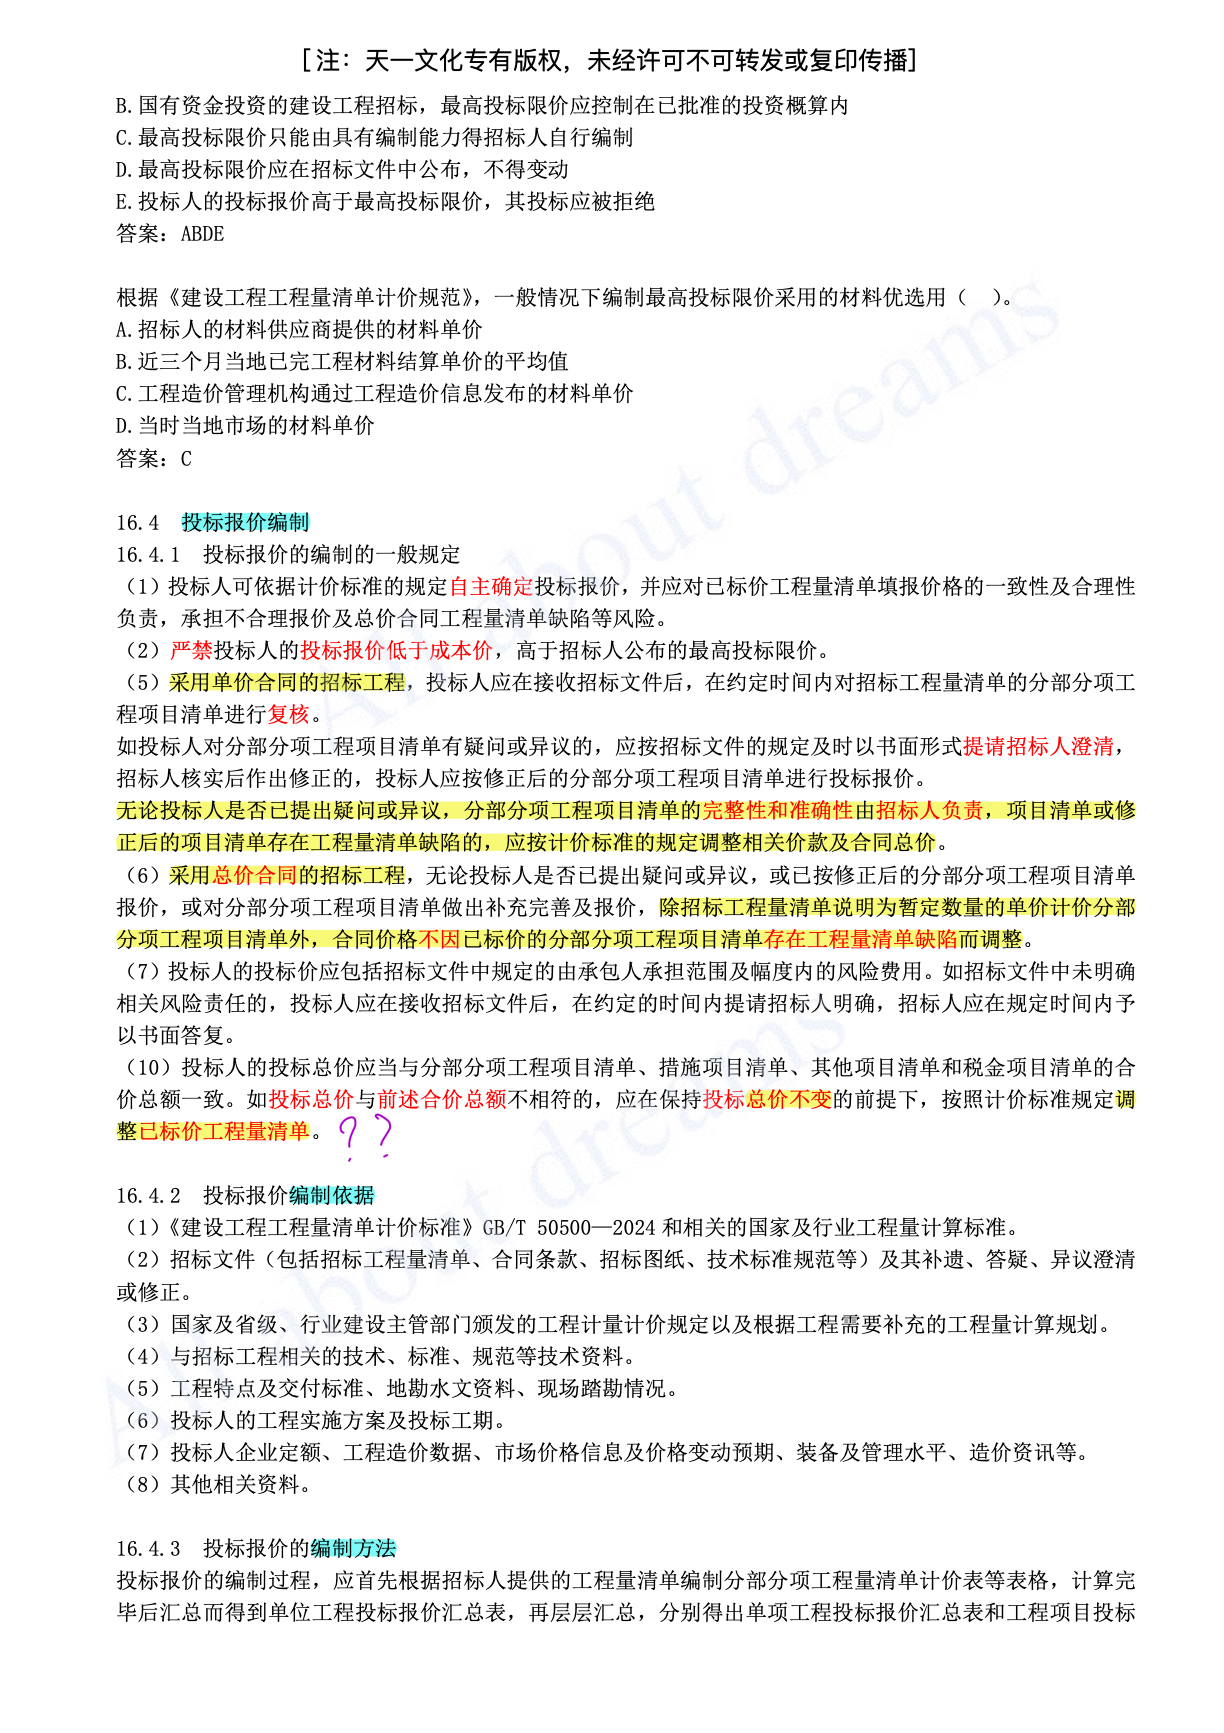 [注：天一文化专有版权，未经许可不可转发或复印传播]
B.国有资金投资的建设工程招标，最高投标限价应控制在已批准的投资概算内
C.最高投标限价只能由具有编制能力得招标人自行编制
D.最高投标限价应在招标文件中公布，不得变动
E.投标人的投标报价高于最高投标限价，其投标应被拒绝
答案：ABDE
根据《建设工程工程量清单计价规范》，一般情况下编制最高投标限价采用的材料优选用（　）。
A.招标人的材料供应商提供的材料单价
B.近三个月当地已完工程材料结算单价的平均值
C.工程造价管理机构通过工程造价信息发布的材料单价
D.当时当地市场的材料单价
答案：C
16.4　投标报价编制
16.4.1　投标报价的编制的一般规定
（1）投标人可依据计价标准的规定自主确定投标报价，并应对已标价工程量清单填报价格的一致性及合理性
负责，承担不合理报价及总价合同工程量清单缺陷等风险。
（2）严禁投标人的投标报价低于成本价，高于招标人公布的最高投标限价。
（5）采用单价合同的招标工程，投标人应在接收招标文件后，在约定时间内对招标工程量清单的分部分项工
程项目清单进行复核。
如投标人对分部分项工程项目清单有疑问或异议的，应按招标文件的规定及时以书面形式提请招标人澄清，
招标人核实后作出修正的，投标人应按修正后的分部分项工程项目清单进行投标报价。
无论投标人是否已提出疑问或异议，分部分项工程项目清单的完整性和准确性由招标人负责，项目清单或修
正后的项目清单存在工程量清单缺陷的，应按计价标准的规定调整相关价款及合同总价。
（6）采用总价合同的招标工程，无论投标人是否已提出疑问或异议，或已按修正后的分部分项工程项目清单
报价，或对分部分项工程项目清单做出补充完善及报价，除招标工程量清单说明为暂定数量的单价计价分部
分项工程项目清单外，合同价格不因已标价的分部分项工程项目清单存在工程量清单缺陷而调整。
（7）投标人的投标价应包括招标文件中规定的由承包人承担范围及幅度内的风险费用。如招标文件中未明确
相关风险责任的，投标人应在接收招标文件后，在约定的时间内提请招标人明确，招标人应在规定时间内予
以书面答复。
（10）投标人的投标总价应当与分部分项工程项目清单、措施项目清单、其他项目清单和税金项目清单的合
价总额一致。如投标总价与前述合价总额不相符的，应在保持投标总价不变的前提下，按照计价标准规定调
整已标价工程量清单。??
16.4.2　投标报价编制依据
（1）《建设工程工程量清单计价标准》GB/T 50500—2024 和相关的国家及行业工程量计算标准。
（2）招标文件（包括招标工程量清单、合同条款、招标图纸、技术标准规范等）及其补遗、答疑、异议澄清
或修正。
（3）国家及省级、行业建设主管部门颁发的工程计量计价规定以及根据工程需要补充的工程量计算规划。
（4）与招标工程相关的技术、标准、规范等技术资料。
（5）工程特点及交付标准、地勘水文资料、现场踏勘情况。
（6）投标人的工程实施方案及投标工期。
（7）投标人企业定额、工程造价数据、市场价格信息及价格变动预期、装备及管理水平、造价资讯等。
（8）其他相关资料。
16.4.3　投标报价的编制方法
投标报价的编制过程，应首先根据招标人提供的工程量清单编制分部分项工程量清单计价表等表格，计算完
毕后汇总而得到单位工程投标报价汇总表，再层层汇总，分别得出单项工程投标报价汇总表和工程项目投标
All about dreams
All about dreams